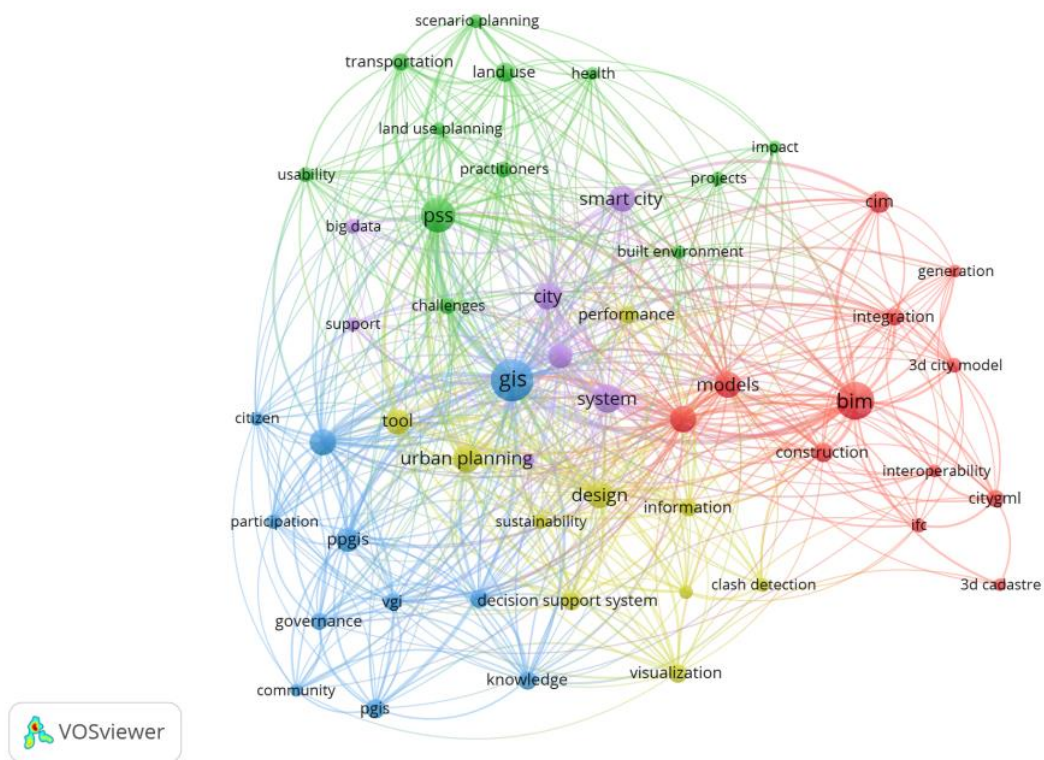 scenario planning
transportation
land use
health
land use planning
impact
usability
practitioners
projects
smart city
cim
pss
big data
built environment
generation
city
challenges
performance
integration
support
3d city model
gis
models
system
bim
citizen
tool
urban planning
construction
interoperability
design
citygml
information
participation
sustainability
ifc
ppgis
clash detection
3d cadastre
vgi
decision support system
governance
visualization
knowledge
community
pgis
VOSviewer